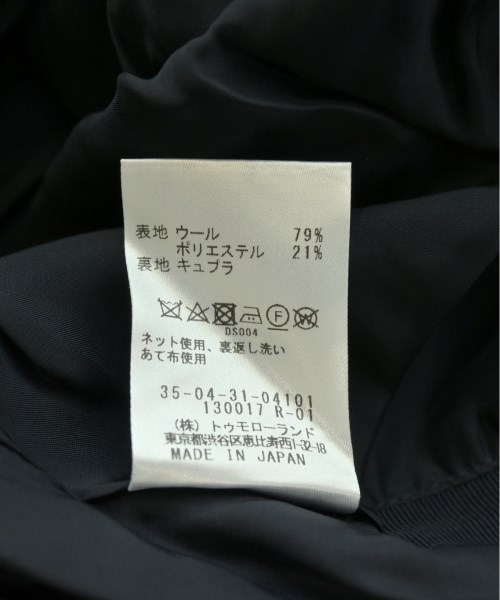 表地 ウール 79%
ポリエステル 21%
裏地 キュプラ
F W
DS004
ネット使用、裏返し洗い
あて布使用
35-04-31-04101
130017 R-01
(株) トゥモローランド
東京都渋谷区恵比寿西1-32-18
MADE IN JAPAN